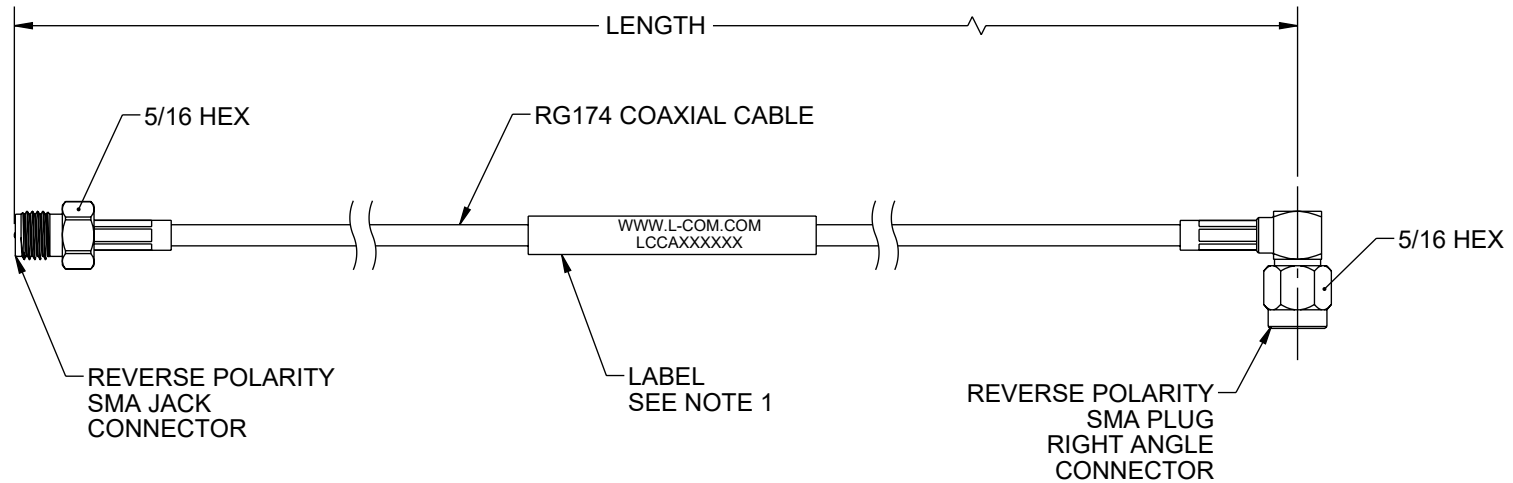 LENGTH
5/16 HEX
RG174 COAXIAL CABLE
WWW.L-COM.COM
LCCAXXXXXX
5/16 HEX
REVERSE POLARITY
SMA JACK
CONNECTOR
LABEL
SEE NOTE 1
REVERSE POLARITY
SMA PLUG
RIGHT ANGLE
CONNECTOR